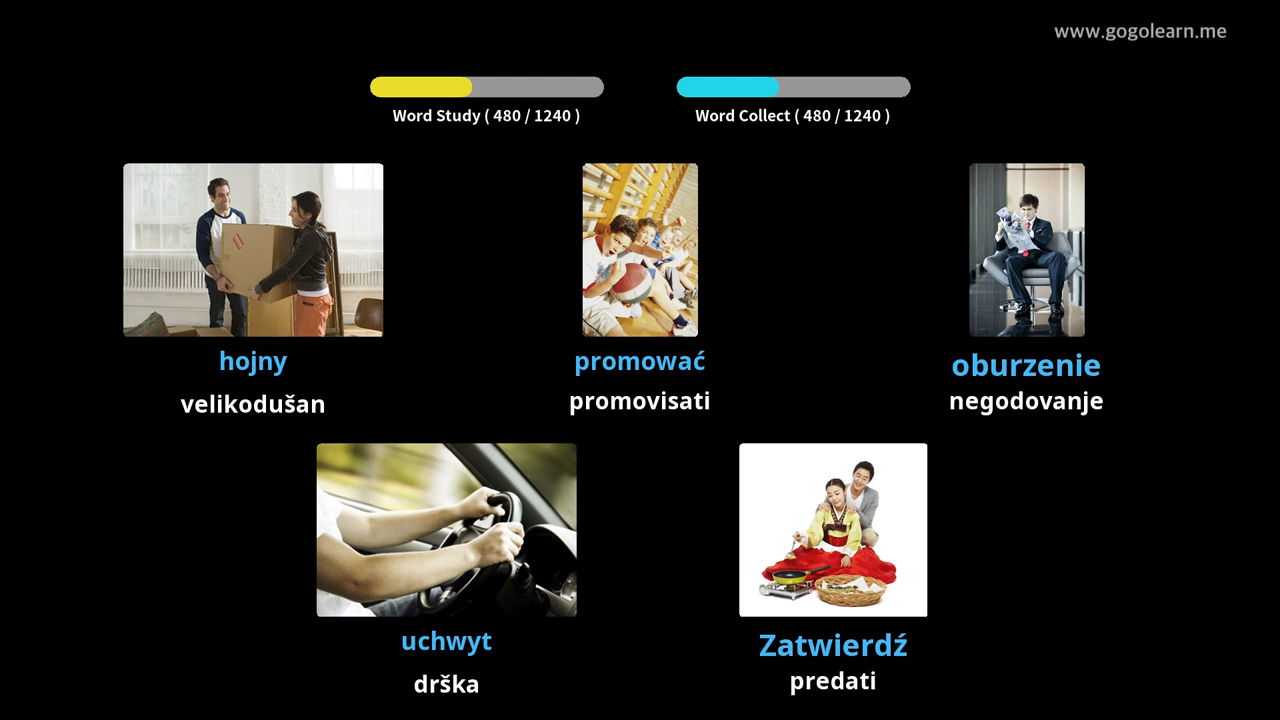 www.gogolearn.me
Word Study ( 480 / 1240 )
Word Collect ( 480 / 1240 )
hojny
velikodušan
promować
promovisati
oburzenie
negodovanje
uchwyt
drška
Zatwierdź
predati